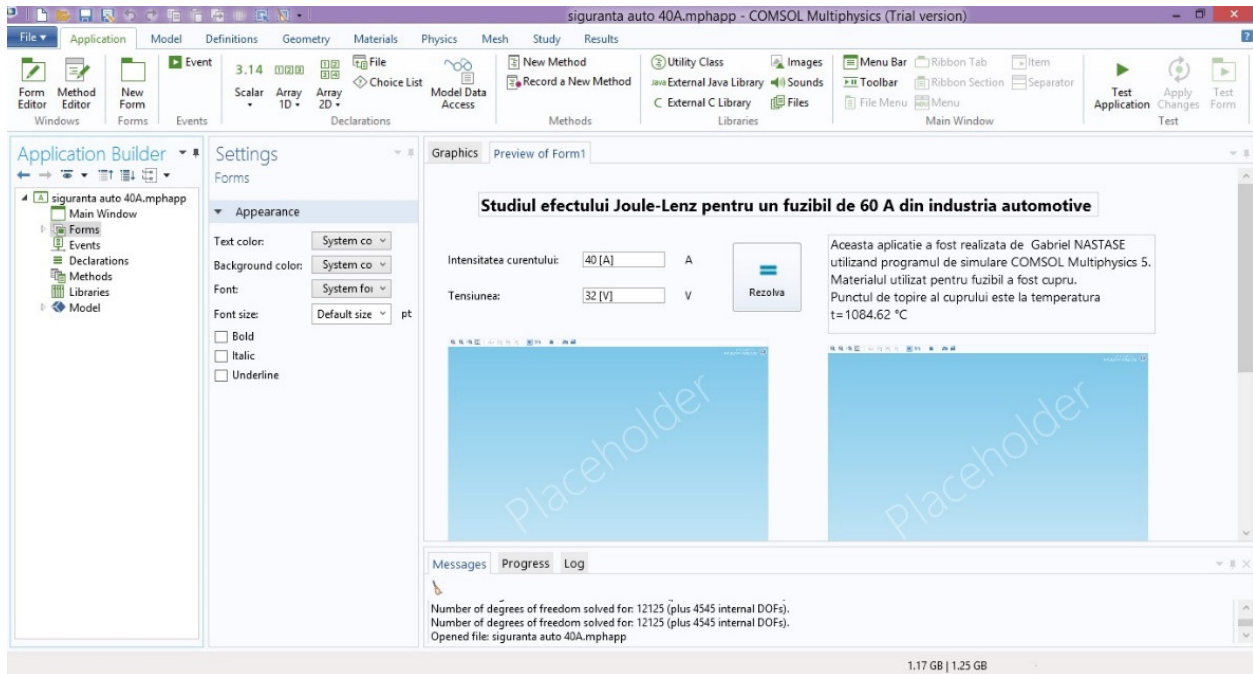 siguranta auto 40A.mphapp - COMSOL Multiphysics (Trial version)
File Application Model Definitions Geometry Materials Physics Mesh Study Results
Form Editor
Method Editor
Windows
New Form
Forms
Event
Events
3.14
Scalar
Array 1D
Array 2D
File
Choice List
Model Data Access
Declarations
New Method
Record a New Method
Methods
Utility Class
Java External Java Library
C External C Library
Images
Sounds
Files
Libraries
Menu Bar
Toolbar
File Menu
Ribbon Tab
Ribbon Section
Menu
Item
Separator
Main Window
Test Application
Apply Changes
Test Form
Test
Application Builder
siguranta auto 40A.mphapp
Main Window
Forms
Events
Declarations
Methods
Libraries
Model
Settings
Forms
Appearance
Text color: System co
Background color: System co
Font: System for
Font size: Default size pt
Bold
Italic
Underline
Graphics Preview of Form1
Studiul efectului Joule-Lenz pentru un fuzibil de 60 A din industria automotive
Intensitatea curentului: 40 [A] A
Tensiunea: 32 [V] V
=
Rezolva
Aceasta aplicatie a fost realizata de Gabriel NASTASE
utilizand programul de simulare COMSOL Multiphysics 5.
Materialul utilizat pentru fuzibil a fost cupru.
Punctul de topire al cuprului este la temperatura
t=1084.62 °C
Placeholder
Placeholder
Messages Progress Log
Number of degrees of freedom solved for: 12125 (plus 4545 internal DOFs).
Number of degrees of freedom solved for: 12125 (plus 4545 internal DOFs).
Opened file: siguranta auto 40A.mphapp
1.17 GB | 1.25 GB